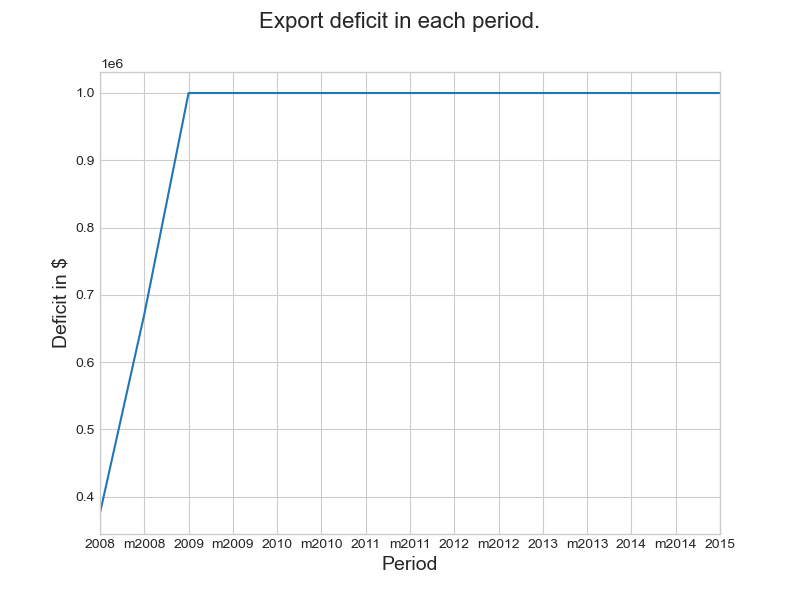 Export deficit in each period.
1e6
1.0
0.9
0.8
0.7
0.6
0.5
0.4
Deficit in $
2008 m2008 2009 m2009 2010 m2010 2011 m2011 2012 m2012 2013 m2013 2014 m2014 2015
Period